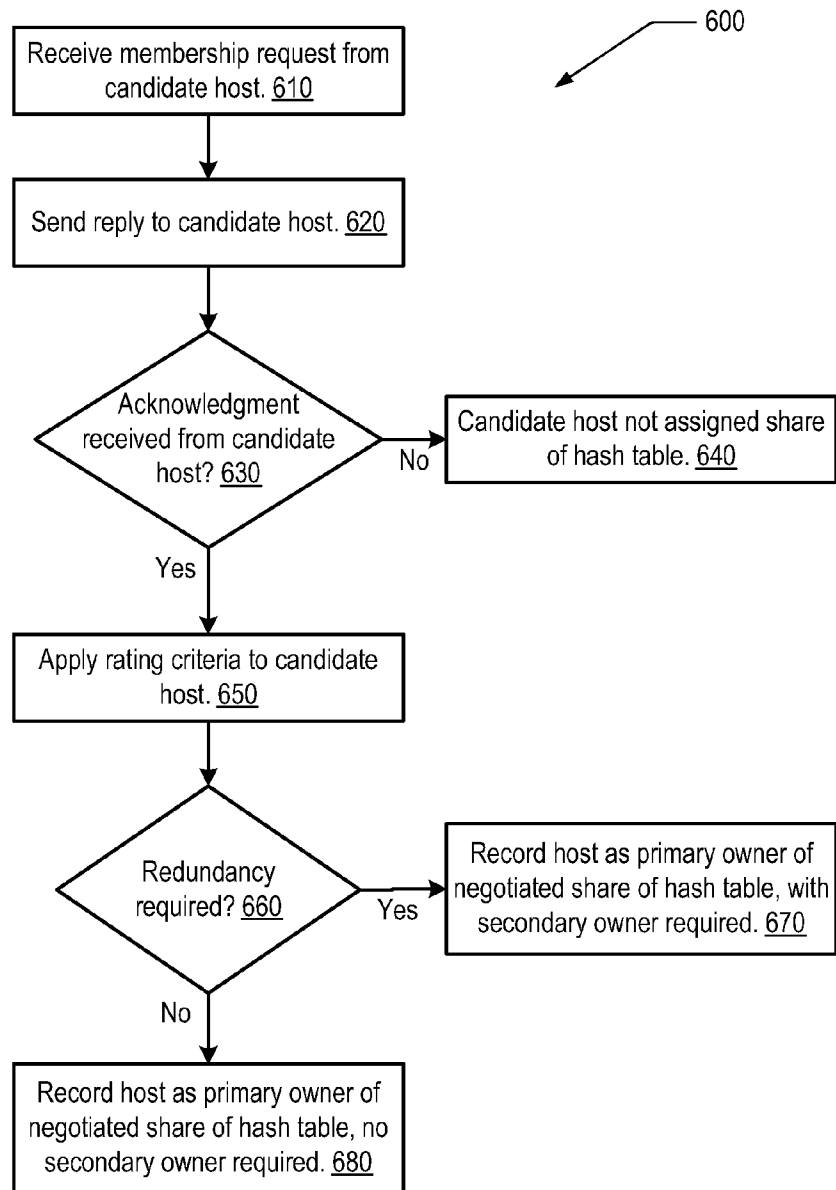 600
Receive membership request from
candidate host. 610
Send reply to candidate host. 620
Acknowledgment
received from candidate
host? 630
No
Candidate host not assigned share
of hash table. 640
Yes
Apply rating criteria to candidate
host. 650
Redundancy
required? 660
Yes
Record host as primary owner of
negotiated share of hash table, with
secondary owner required. 670
No
Record host as primary owner of
negotiated share of hash table, no
secondary owner required. 680